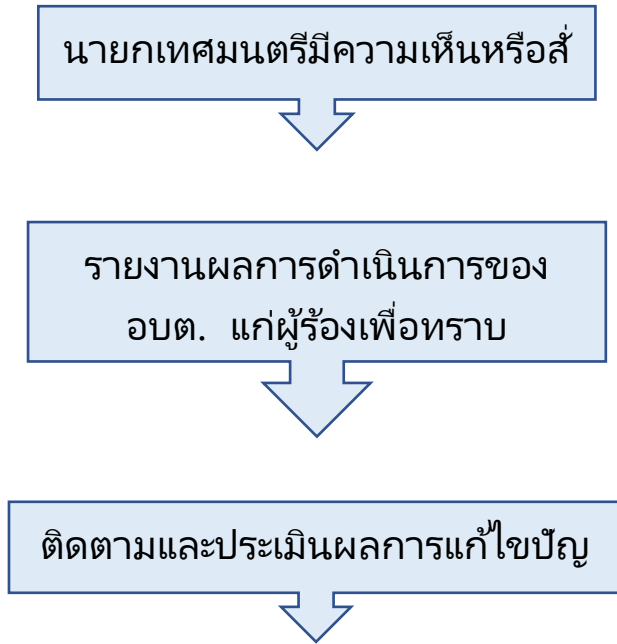 นายกเทศมนตรีมีความเห็นหรือสั่
รายงานผลการดำเนินการของ
อบต. แก่ผู้ร้องเพื่อทราบ
ติดตามและประเมินผลการแก้ไขปัญ